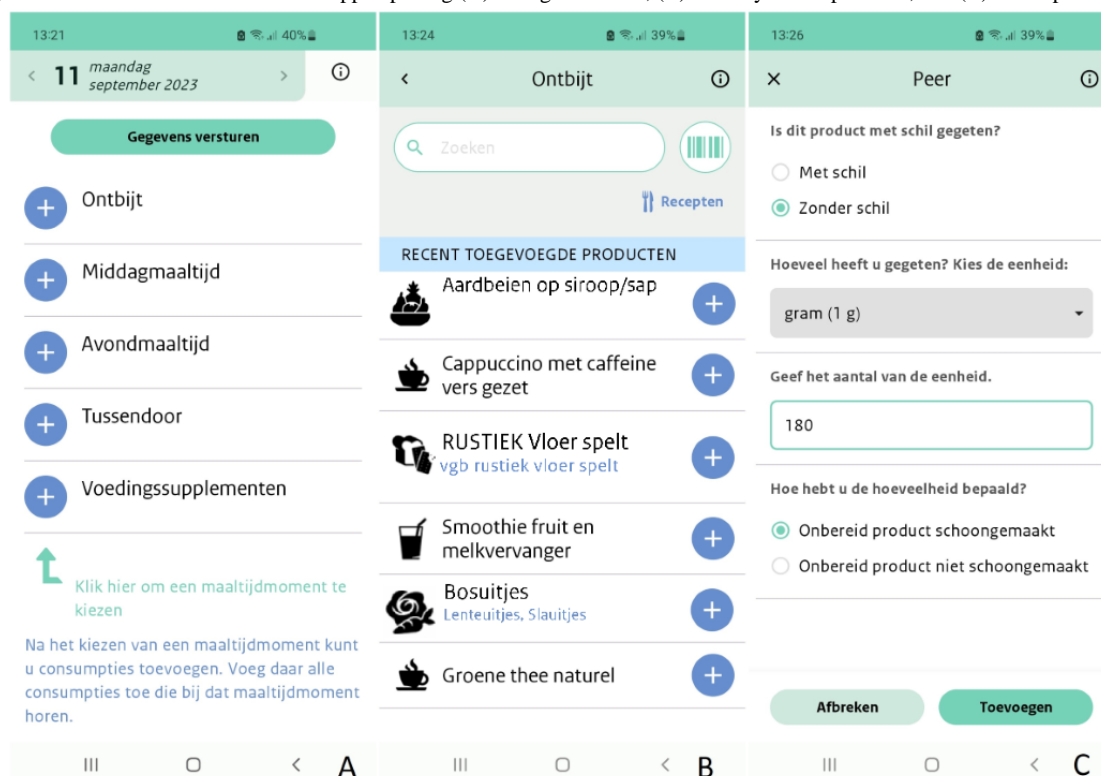 13:21 40%
11 maandag
september 2023
Gegevens versturen
Ontbijt
Middagmaaltijd
Avondmaaltijd
Tussendoor
Voedingssupplementen
Klik hier om een maaltijdmoment te
kiezen
Na het kiezen van een maaltijdmoment kunt
u consumpties toevoegen. Voeg daar alle
consumpties toe die bij dat maaltijdmoment
horen.
A
13:24 39%
Ontbijt
Zoeken
Recepten
RECENT TOEGEVOEGDE PRODUCTEN
Aardbeien op siroop/sap
Cappuccino met caffeine
vers gezet
RUSTIEK Vloer spelt
vgb rustiek vloer spelt
Smoothie fruit en
melkvervanger
Bosuitjes
Lenteuitjes, Slauitjes
Groene thee naturel
B
13:26 39%
Peer
Is dit product met schil gegeten?
Met schil
Zonder schil
Hoeveel heeft u gegeten? Kies de eenheid:
gram (1 g)
Geef het aantal van de eenheid.
180
Hoe hebt u de hoeveelheid bepaald?
Onbereid product schoongemaakt
Onbereid product niet schoongemaakt
Afbreken Toevoegen
C